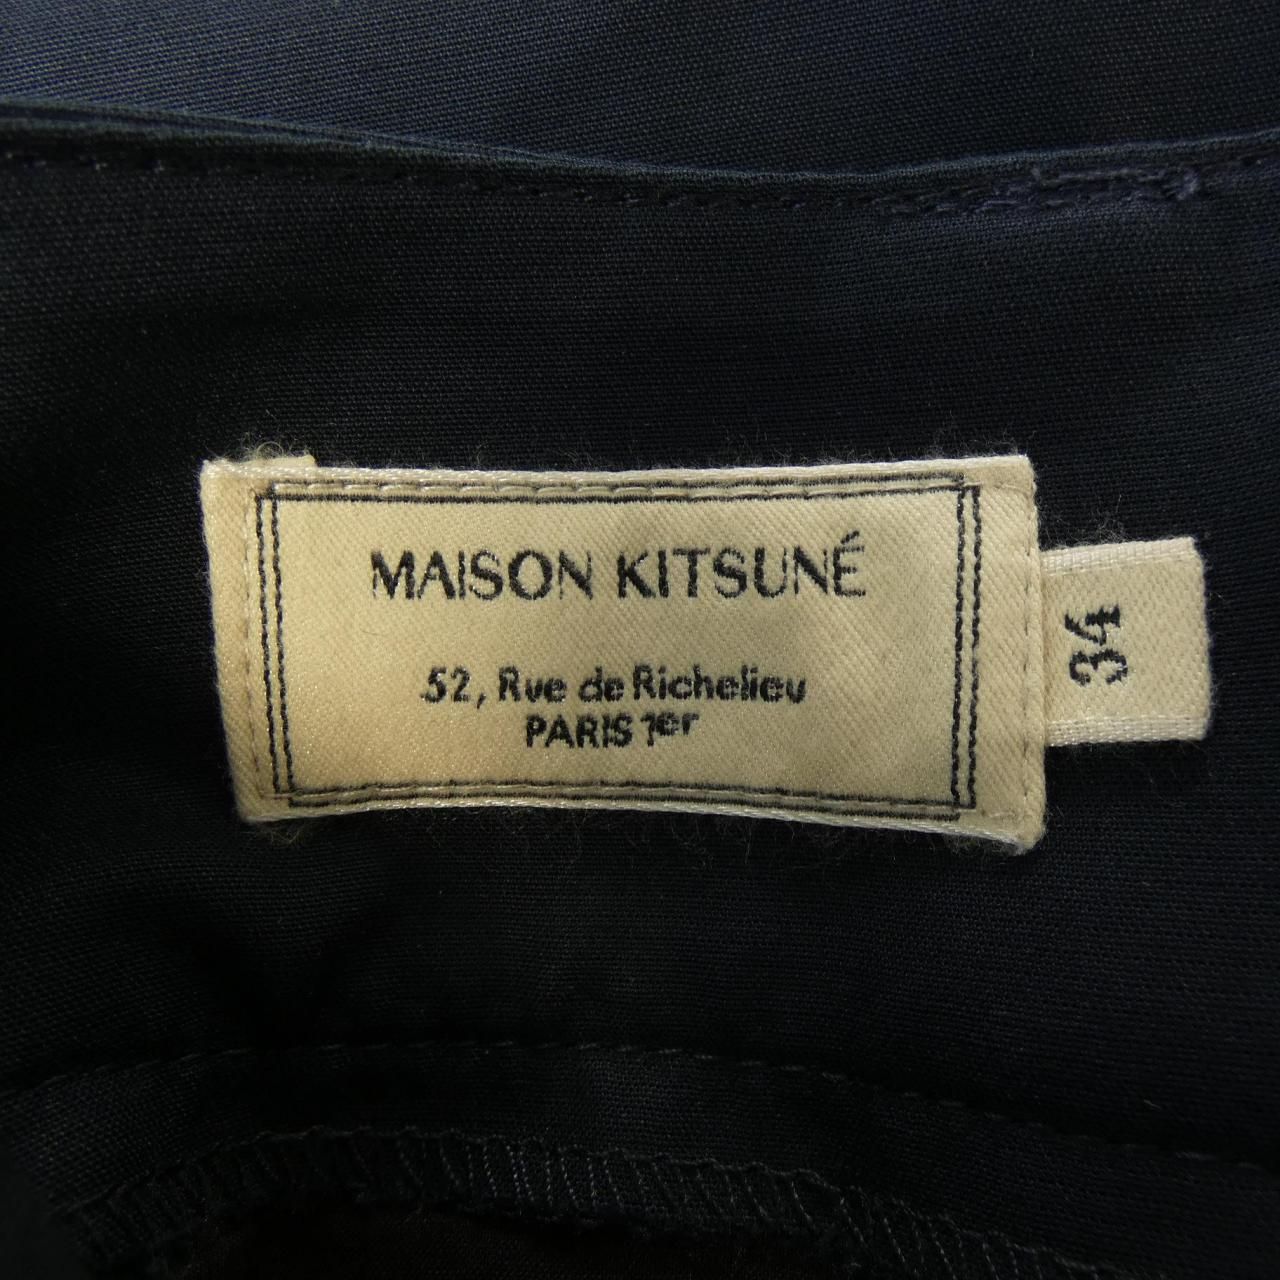 MAISON KITSUNÉ
52, Rue de Richelieu
PARIS 1er
34